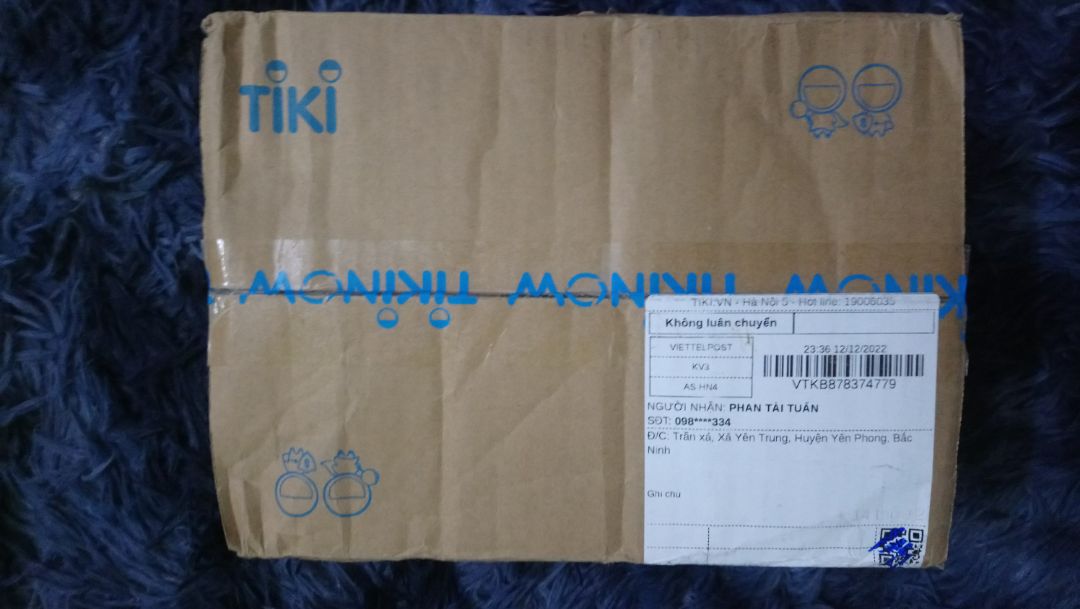 TiKi
TIKINOW TIKINOW
TIKI.VN - Hà Nội 5 - Hot line: 19006035
Không luân chuyển
VIETTELPOST
KV3
AS HN4
23:36 12/12/2022
VTKB878374779
NGƯỜI NHẬN: PHAN TÀI TUẤN
SĐT: 098****334
Đ/C: Trần xá, Xã Yên Trung, Huyện Yên Phong, Bắc
Ninh
Ghi chú